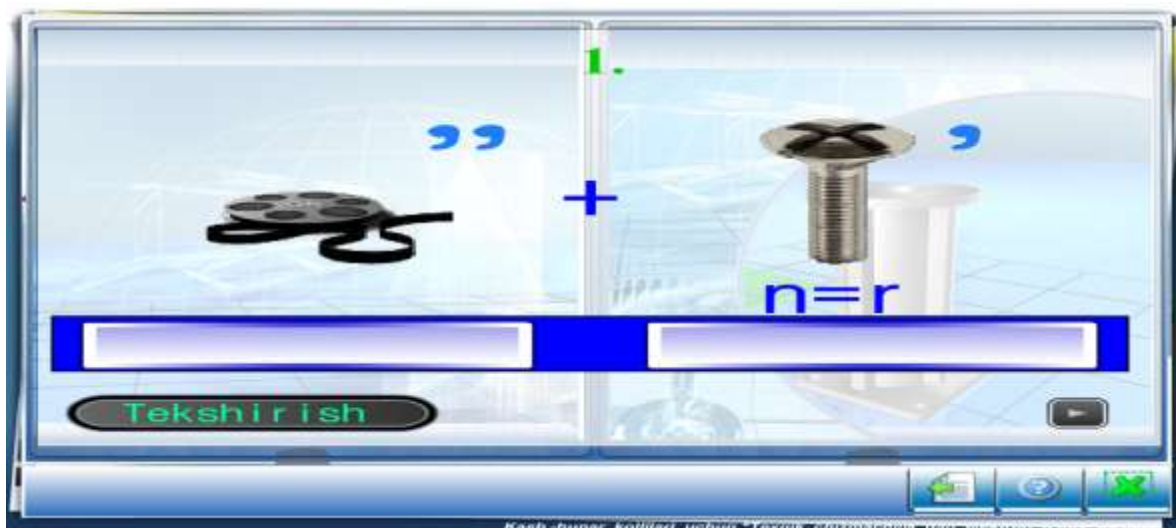 1.
,, ,
+
n=r
Tekshirish